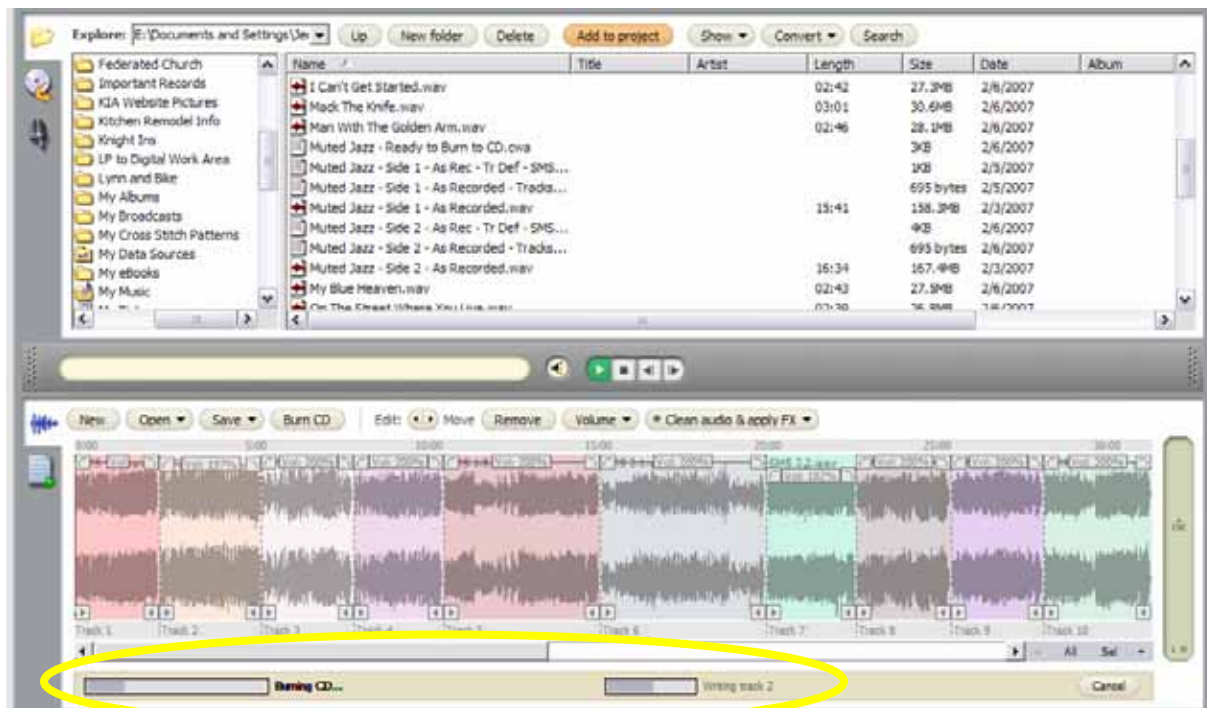 Explore: E:\Documents and Settings\Je Up New folder Delete Add to project Show Convert Search
Name Title Artist Length Size Date Album
Federated Church
Important Records
KIA Website Pictures
Kitchen Remodel Info
Knight Ins
LP to Digital Work Area
Lynn and Bike
My Albums
My Broadcasts
My Cross Stitch Patterns
My Data Sources
My eBooks
My Music
I Can't Get Started.wav 02:42 27.3MB 2/6/2007
Mack The Knife.wav 03:01 30.6MB 2/6/2007
Man With The Golden Arm.wav 02:46 28.1MB 2/6/2007
Muted Jazz - Ready to Burn to CD.cwa 3KB 2/6/2007
Muted Jazz - Side 1 - As Rec - Tr Def - SMS... 1KB 2/5/2007
Muted Jazz - Side 1 - As Recorded - Tracks... 695 bytes 2/5/2007
Muted Jazz - Side 1 - As Recorded.wav 15:41 158.3MB 2/3/2007
Muted Jazz - Side 2 - As Rec - Tr Def - SMS... 4KB 2/6/2007
Muted Jazz - Side 2 - As Recorded - Tracks... 695 bytes 2/6/2007
Muted Jazz - Side 2 - As Recorded.wav 16:34 167.4MB 2/3/2007
My Blue Heaven.wav 02:43 27.5MB 2/6/2007
On The Street Where You Live.wav 02:39 2/6/2007
New Open Save Burn CD Edit: Move Remove Volume Clean audio & apply FX
0:00 5:00 10:00 15:00 20:00 25:00 30:00
Track 1 Track 2 Track 3 Track 4 Track 5 Track 6 Track 7 Track 8 Track 9 Track 10
All Sel +
Burning CD... Writing track 2 Cancel